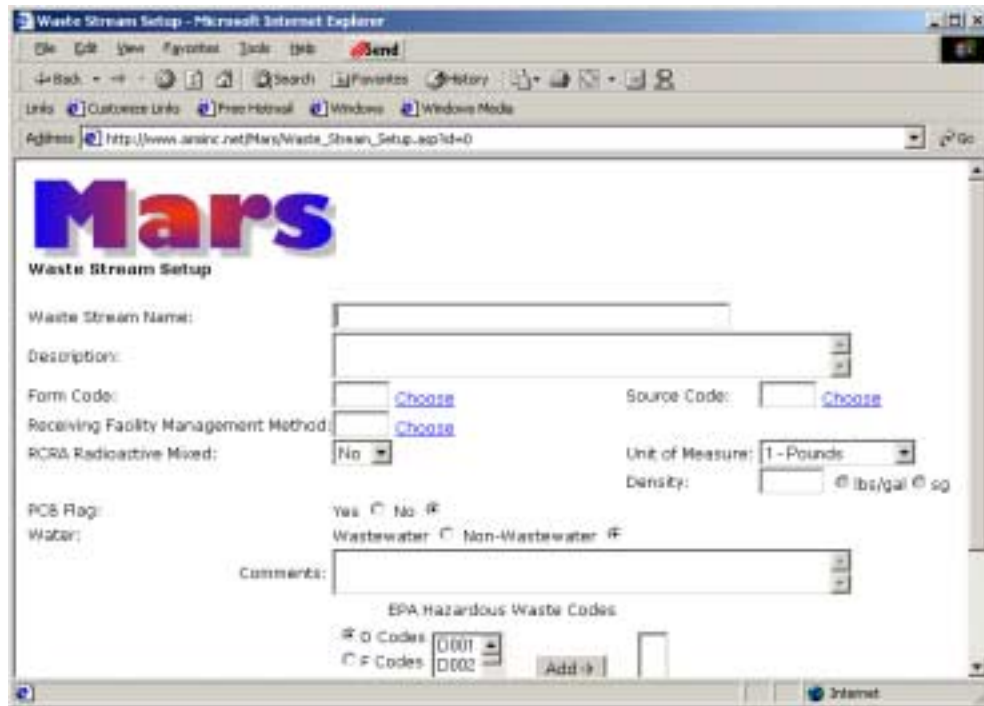 Waste Stream Setup - Microsoft Internet Explorer
File Edit View Favorites Tools Help Send
Back Search Favorites History
Links Customize Links Free Hotmail Windows Windows Media
Address http://www.amsinc.net/Mars/Waste_Stream_Setup.asp?id=0 Go
Mars
Waste Stream Setup
Waste Stream Name:
Description:
Form Code: Choose Source Code: Choose
Receiving Facility Management Method: Choose
RCRA Radioactive Mixed: No Unit of Measure: 1 - Pounds
Density: lbs/gal sg
PCB Flag: Yes No
Water: Wastewater Non-Wastewater
Comments:
EPA Hazardous Waste Codes
D Codes D001
F Codes D002 Add->
Internet